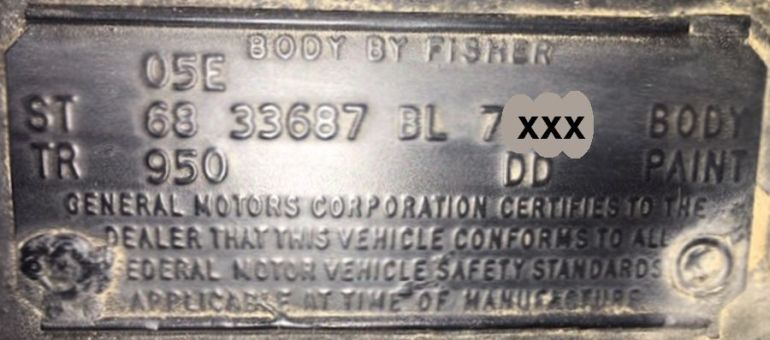 BODY BY FISHER
05E
ST 68 33687 BL 7 xxx BODY
TR 950 DD PAINT
GENERAL MOTORS CORPORATION CERTIFIES TO THE
DEALER THAT THIS VEHICLE CONFORMS TO ALL
FEDERAL MOTOR VEHICLE SAFETY STANDARDS
APPLICABLE AT TIME OF MANUFACTURE